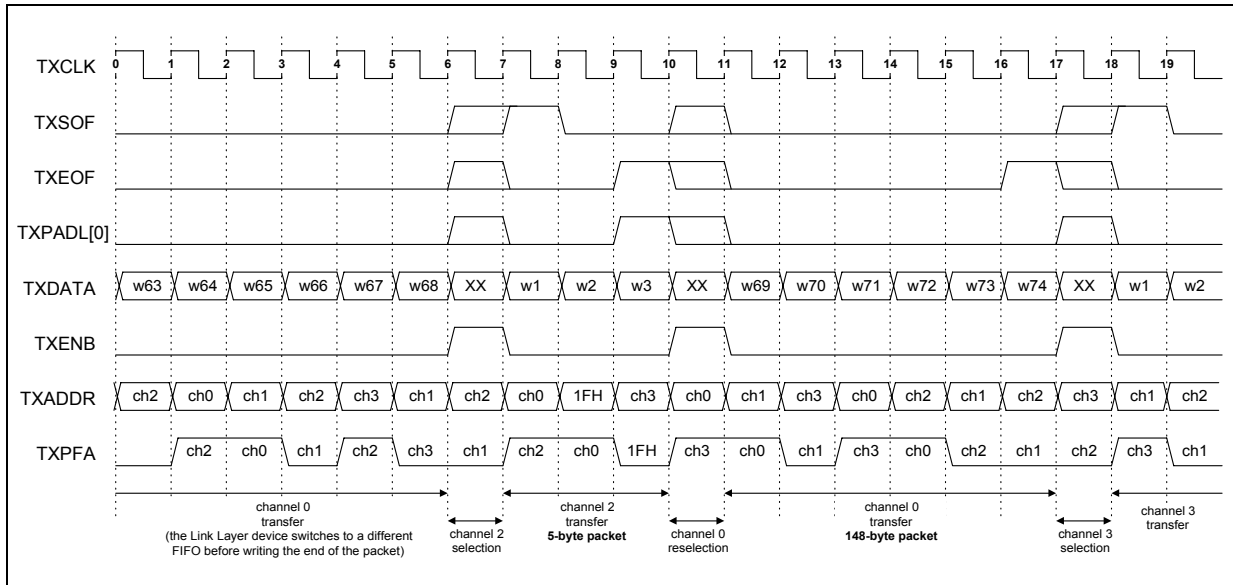 0 1 2 3 4 5 6 7 8 9 10 11 12 13 14 15 16 17 18 19
TXCLK
TXSOF
TXEOF
TXPADL[0]
TXDATA w63 w64 w65 w66 w67 w68 XX w1 w2 w3 XX w69 w70 w71 w72 w73 w74 XX w1 w2
TXENB
TXADDR ch2 ch0 ch1 ch2 ch3 ch1 ch2 ch0 1FH ch3 ch0 ch1 ch3 ch0 ch2 ch1 ch2 ch3 ch1 ch2
TXPFA ch2 ch0 ch1 ch2 ch3 ch1 ch2 ch0 1FH ch3 ch0 ch1 ch3 ch0 ch2 ch1 ch2 ch3 ch1
channel 0
transfer
(the Link Layer device switches to a different
FIFO before writing the end of the packet)
channel 2
selection
channel 2
transfer
5-byte packet
channel 0
reselection
channel 0
transfer
148-byte packet
channel 3
selection
channel 3
transfer